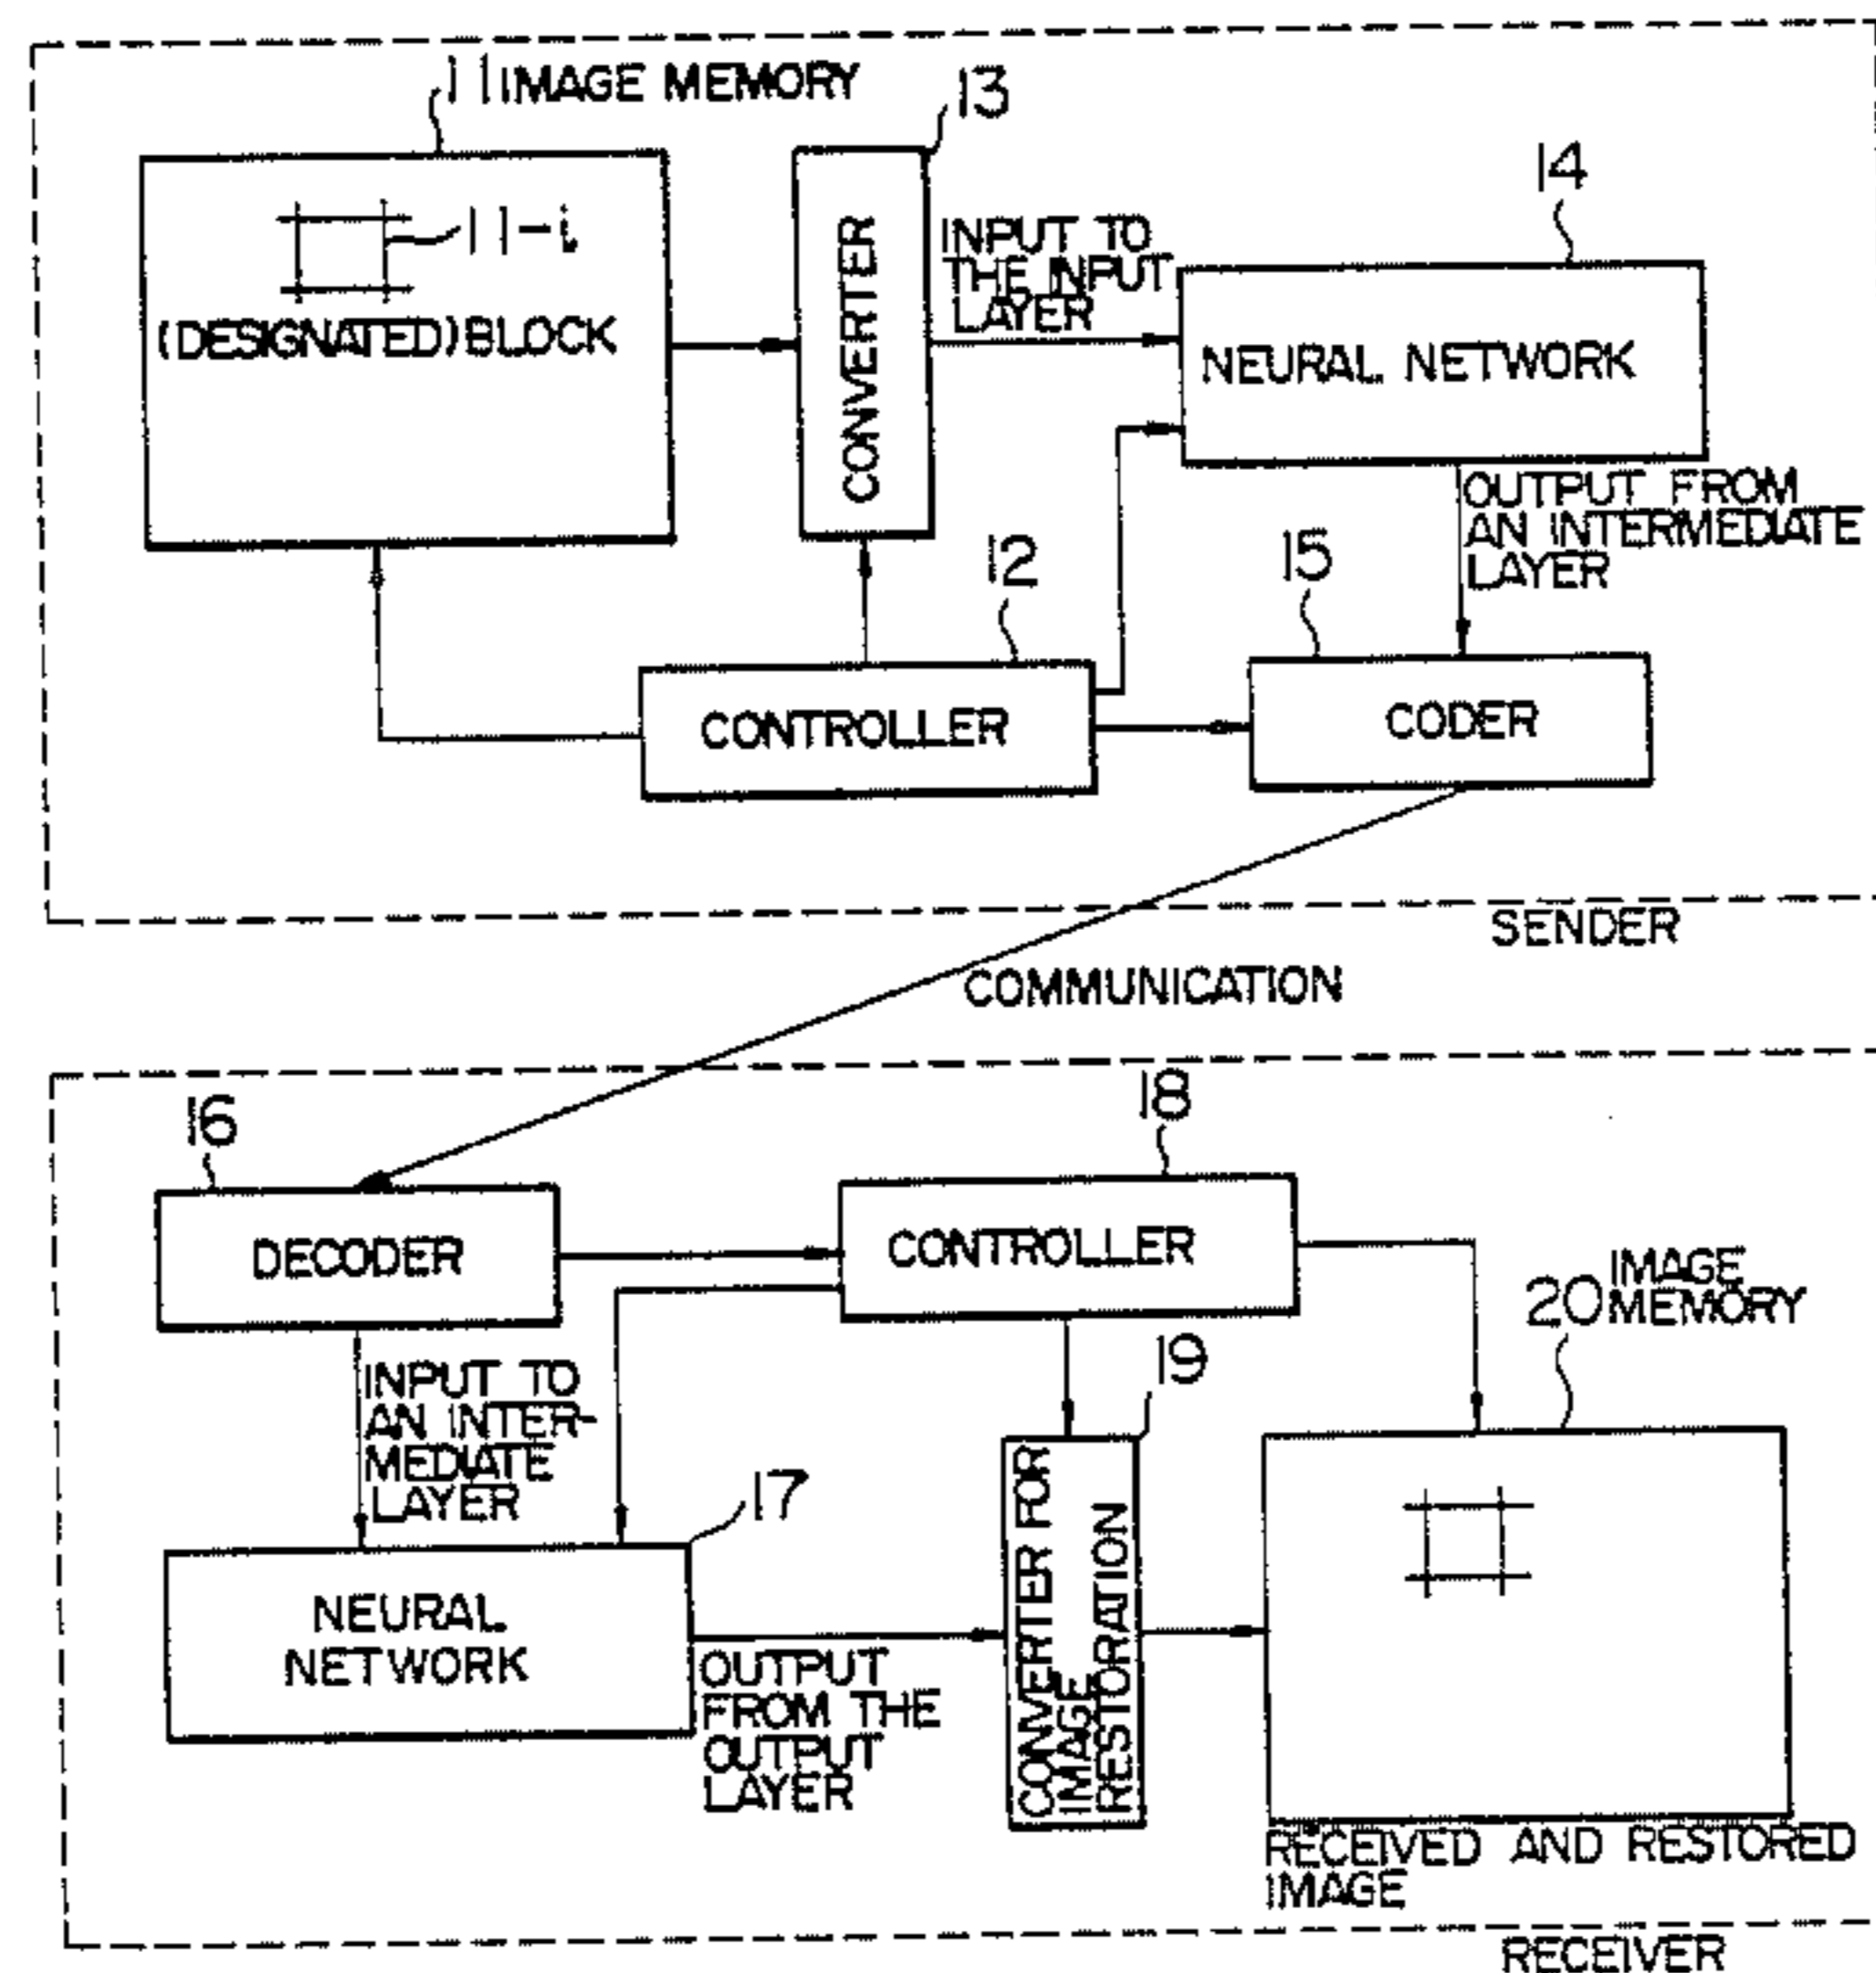 11 IMAGE MEMORY
13
14
11-i
(DESIGNATED) BLOCK
CONVERTER
INPUT TO
THE INPUT
LAYER
NEURAL NETWORK
OUTPUT FROM
AN INTERMEDIATE
LAYER
12
15
CONTROLLER
CODER
SENDER
COMMUNICATION
16
18
DECODER
CONTROLLER
20 IMAGE
MEMORY
INPUT TO
AN INTER-
MEDIATE
LAYER
19
17
NEURAL
NETWORK
CONVERTER FOR
IMAGE
RESTORATION
OUTPUT
FROM THE
OUTPUT
LAYER
RECEIVED AND RESTORED
IMAGE
RECEIVER